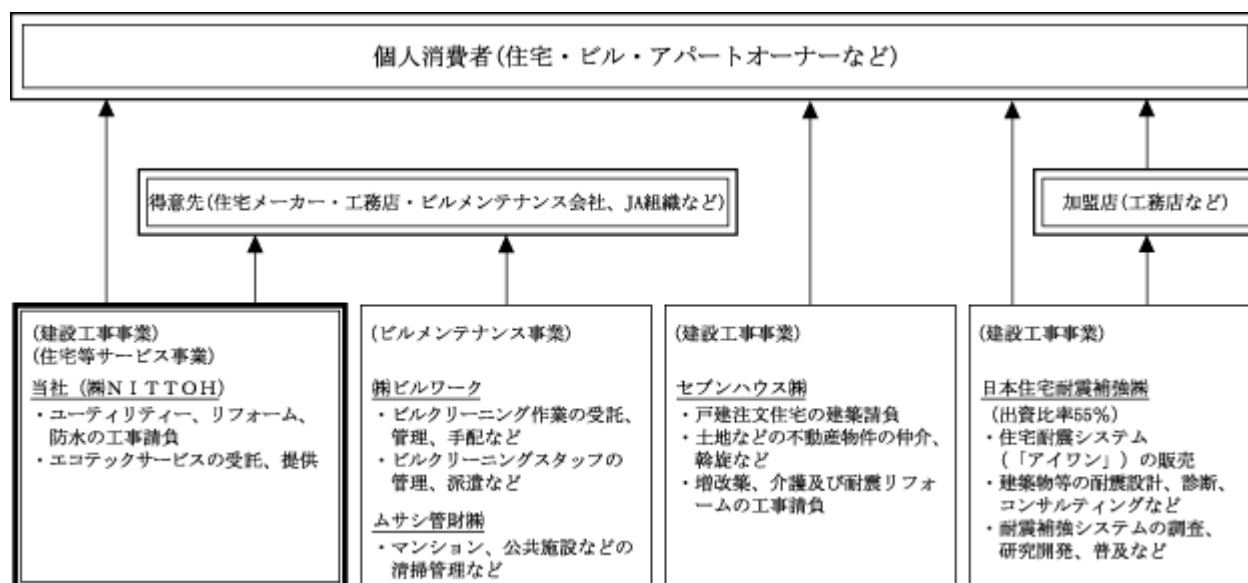 個人消費者(住宅・ビル・アパートオーナーなど)
得意先(住宅メーカー・工務店・ビルメンテナンス会社、JA組織など)
加盟店(工務店など)
(建設工事事業)
(住宅等サービス事業)
当社 (㈱ＮＩＴＴＯＨ)
・ユーティリティー、リフォーム、
防水の工事請負
・エコテックサービスの受託、提供
(ビルメンテナンス事業)
㈱ビルワーク
・ビルクリーニング作業の受託、
管理、手配など
・ビルクリーニングスタッフの
管理、派遣など
ムサシ管財㈱
・マンション、公共施設などの
清掃管理など
(建設工事事業)
セブンハウス㈱
・戸建注文住宅の建築請負
・土地などの不動産物件の仲介、
斡旋など
・増改築、介護及び耐震リフォ
ームの工事請負
(建設工事事業)
日本住宅耐震補強㈱
(出資比率55%)
・住宅耐震システム
(「アイワン」) の販売
・建築物等の耐震設計、診断、
コンサルティングなど
・耐震補強システムの調査、
研究開発、普及など